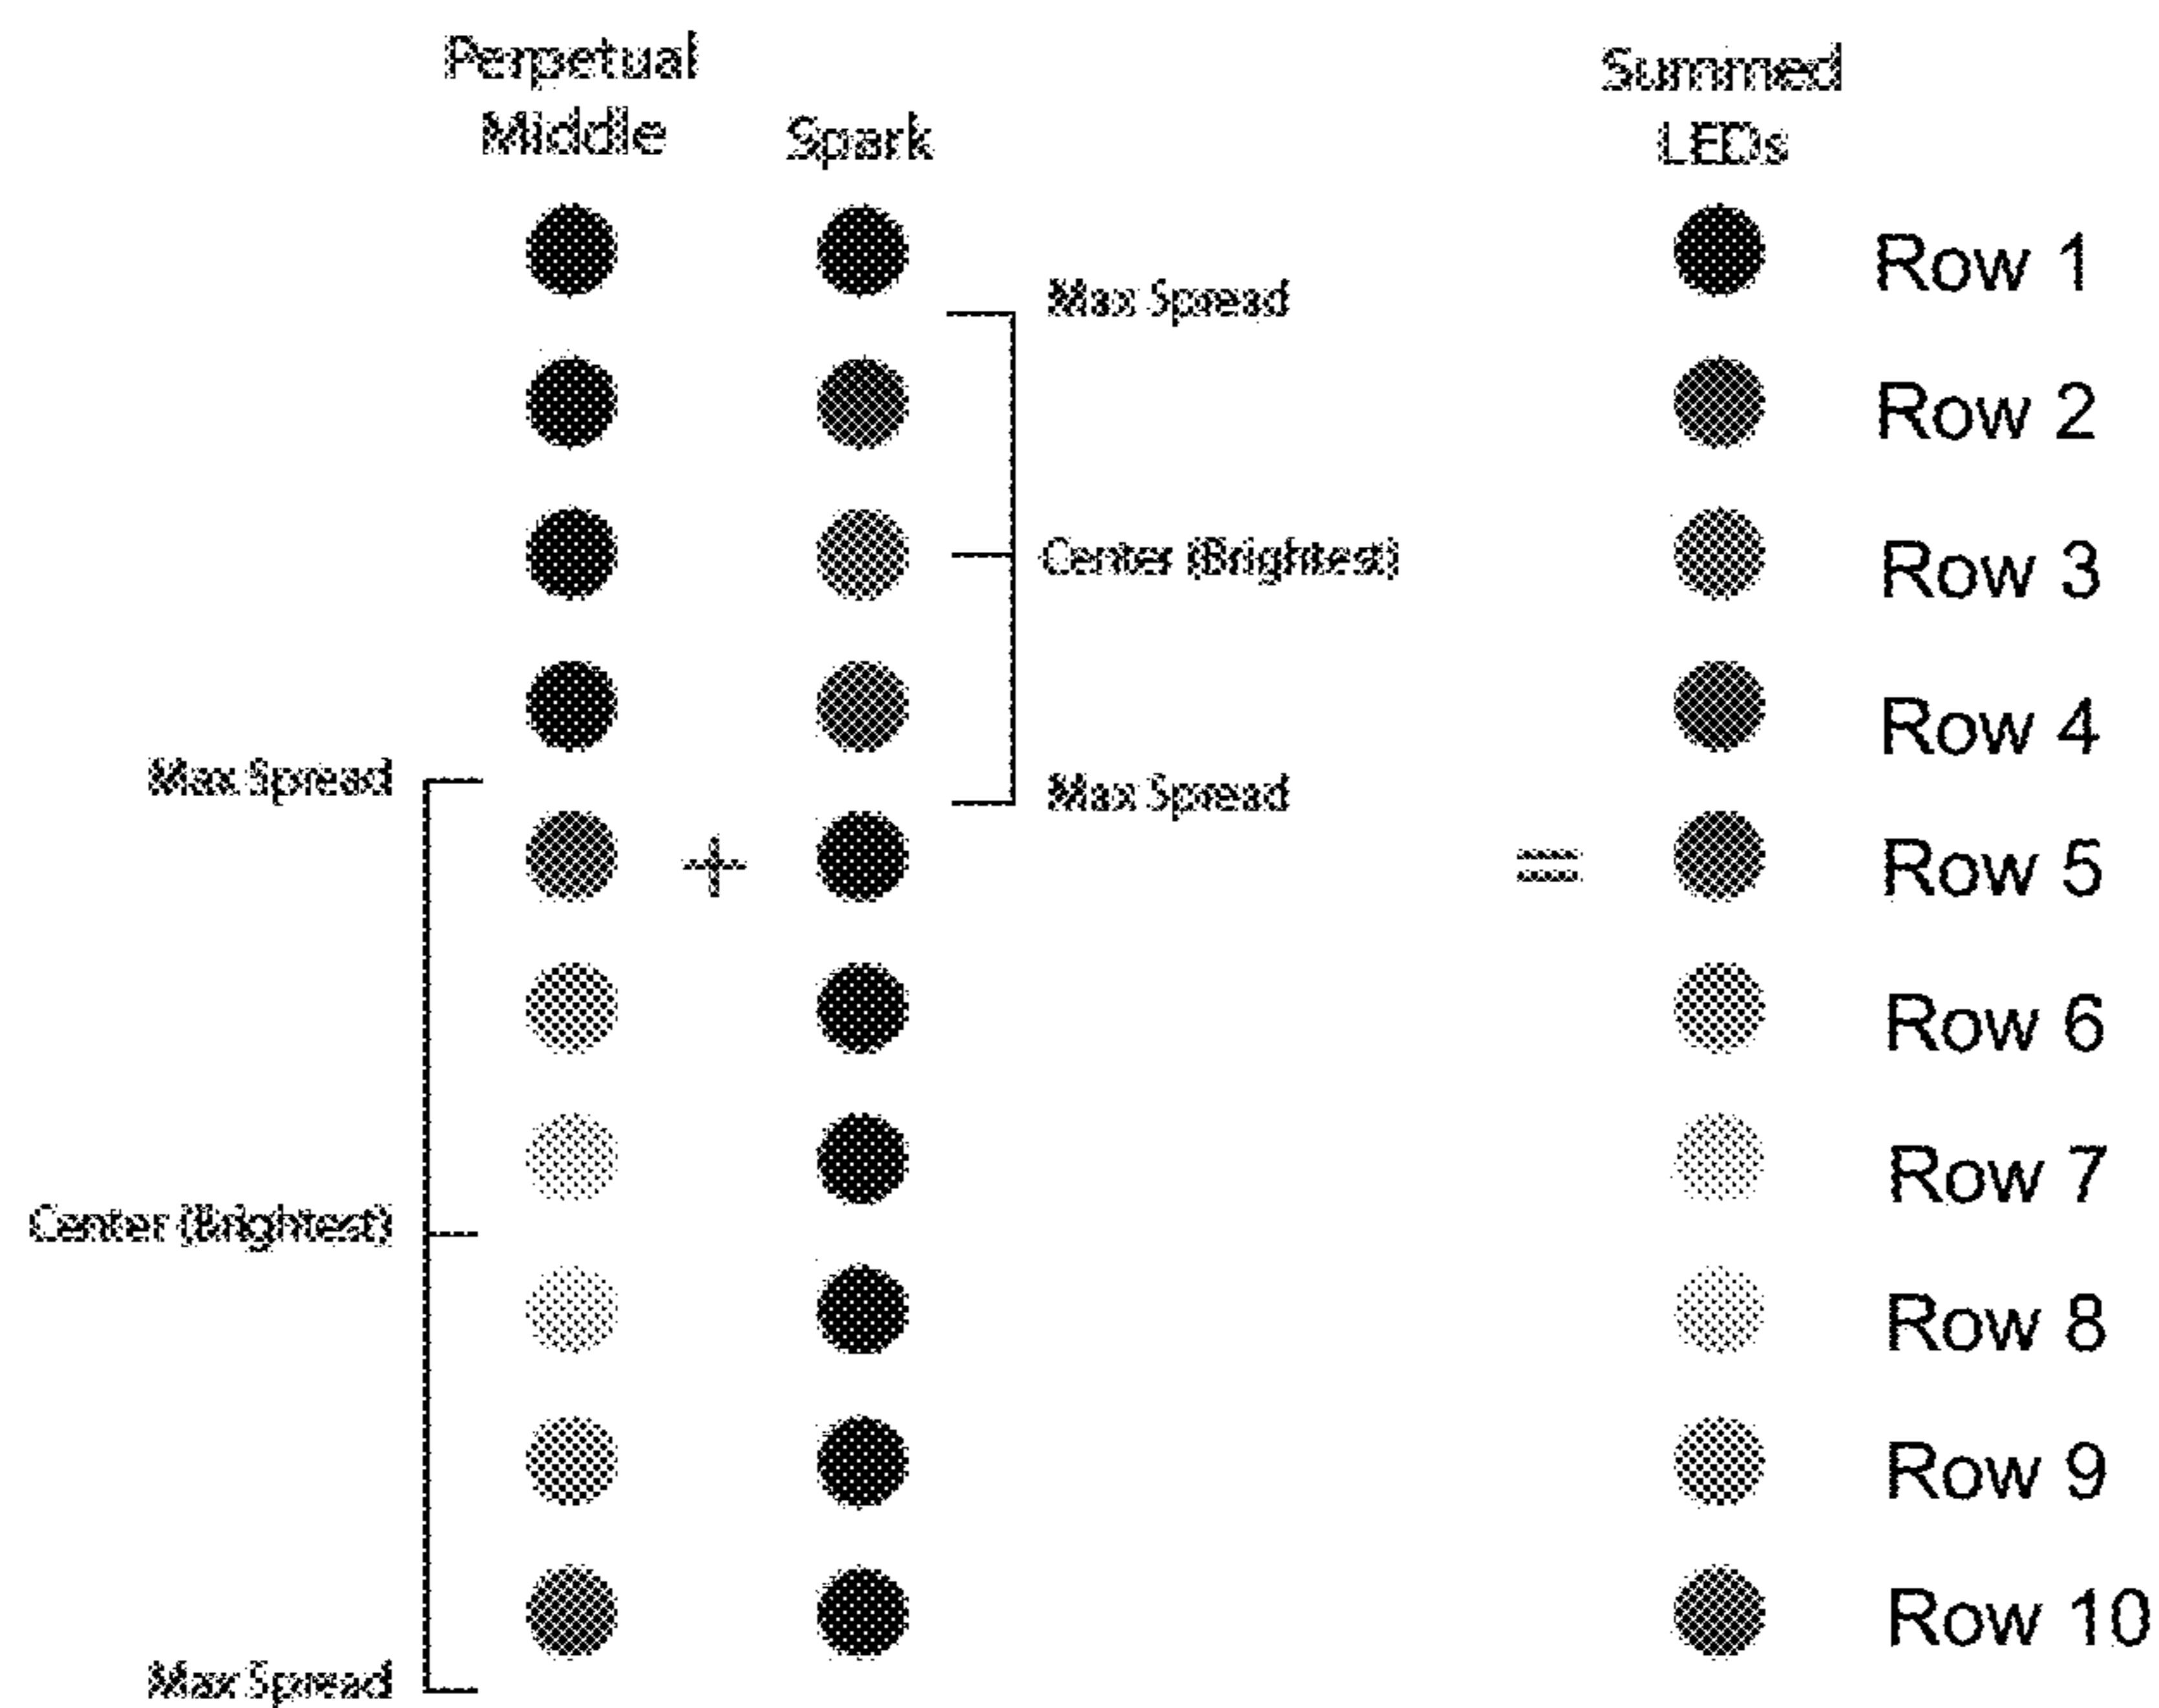 Perpetual
Middle
Spark
Summed
LEDs
Row 1
Max Spread
Row 2
Center (Brightest)
Row 3
Row 4
Max Spread
Max Spread
+
=
Row 5
Row 6
Row 7
Center (Brightest)
Row 8
Row 9
Row 10
Max Spread